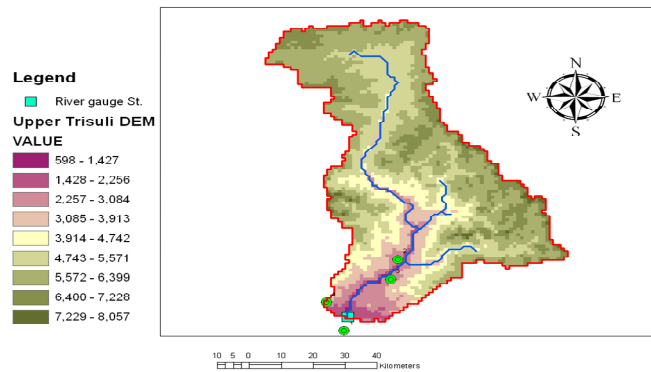 Legend
River gauge St.
Upper Trisuli DEM
VALUE
598 - 1,427
1,428 - 2,256
2,257 - 3,084
3,085 - 3,913
3,914 - 4,742
4,743 - 5,571
5,572 - 6,399
6,400 - 7,228
7,229 - 8,057
N
W E
S
2
3
10 5 0 10 20 30 40
Kilometers